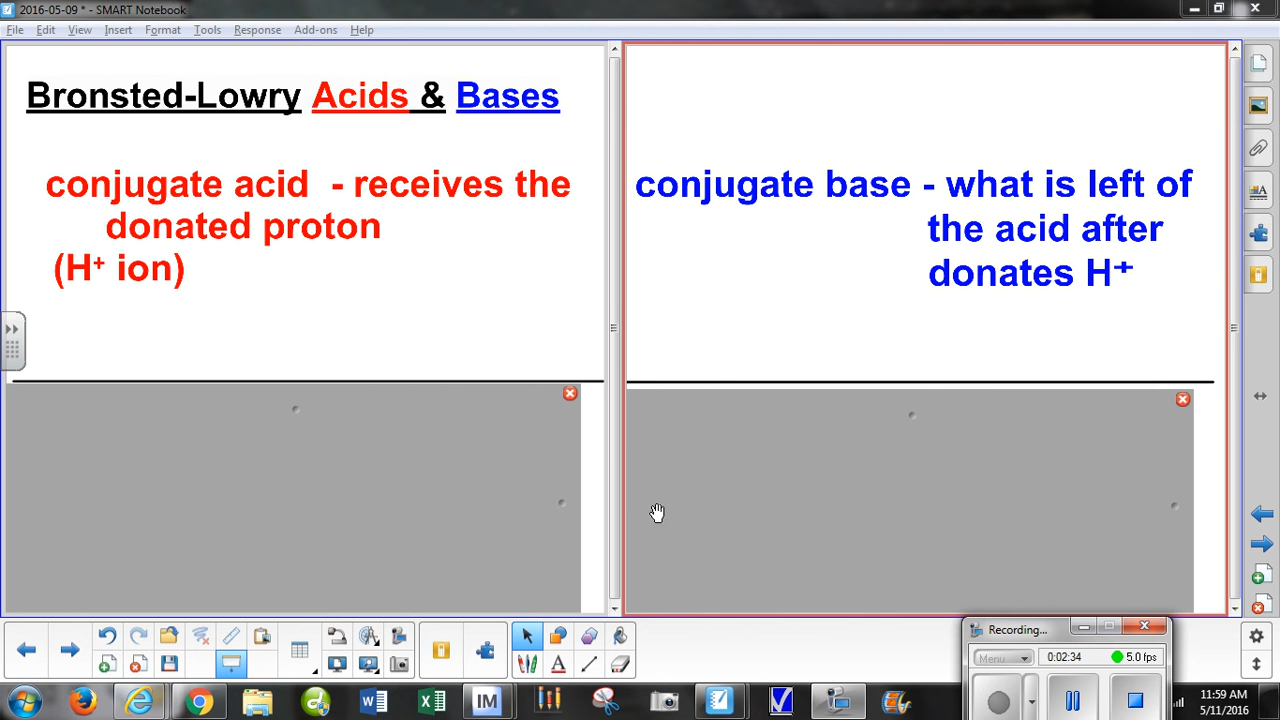 2016-05-09 * - SMART Notebook
File Edit View Insert Format Tools Response Add-ons Help
Bronsted-Lowry Acids & Bases
conjugate acid - receives the
donated proton
(H⁺ ion)
conjugate base - what is left of
the acid after
donates H⁺
Recording...
Menu
0:02:34
5.0 fps
IM
11:59 AM
5/11/2016